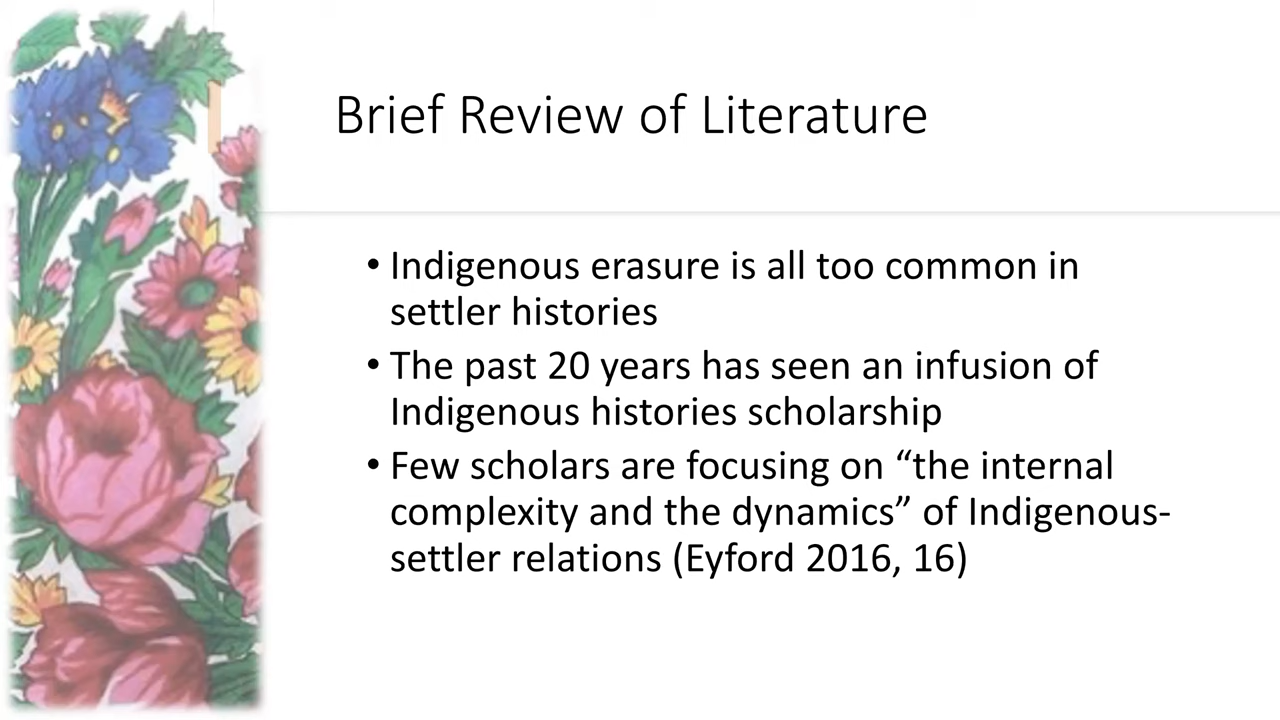 Brief Review of Literature
• Indigenous erasure is all too common in
settler histories
• The past 20 years has seen an infusion of
Indigenous histories scholarship
• Few scholars are focusing on “the internal
complexity and the dynamics” of Indigenous-
settler relations (Eyford 2016, 16)